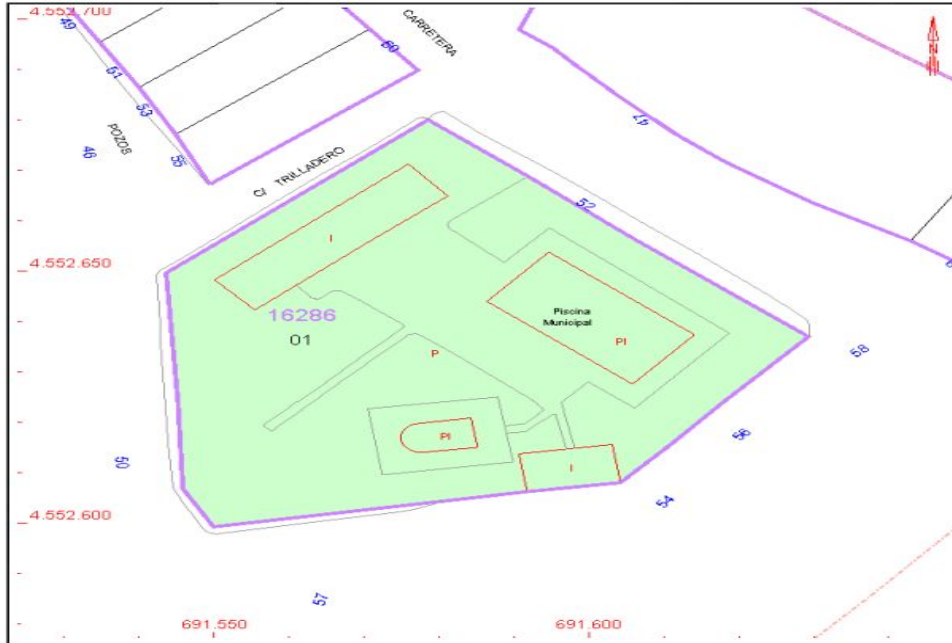 4.552.700
49
CARRETERA
60
N
51
53
47
POZOS
46
55
C/ TRILLADERO
52
4.552.650
I
16286
01
Piscina
Municipal
PI
P
58
PI
56
50
I
54
4.552.600
57
691.550
691.600